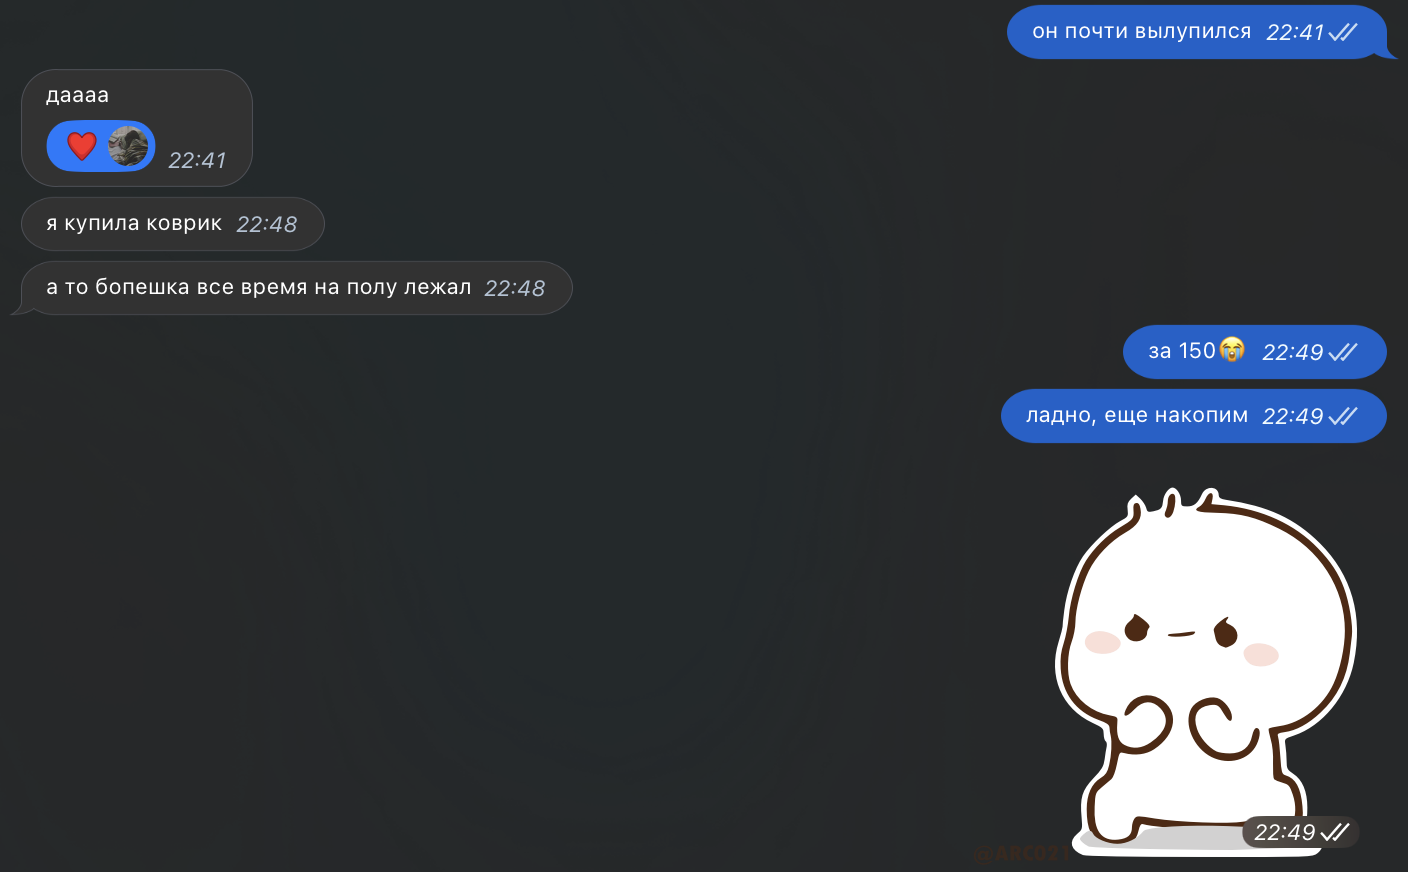 он почти вылупился 22:41
даааа
22:41
я купила коврик 22:48
а то бопешка все время на полу лежал 22:48
за 150😭 22:49
ладно, еще накопим 22:49
22:49